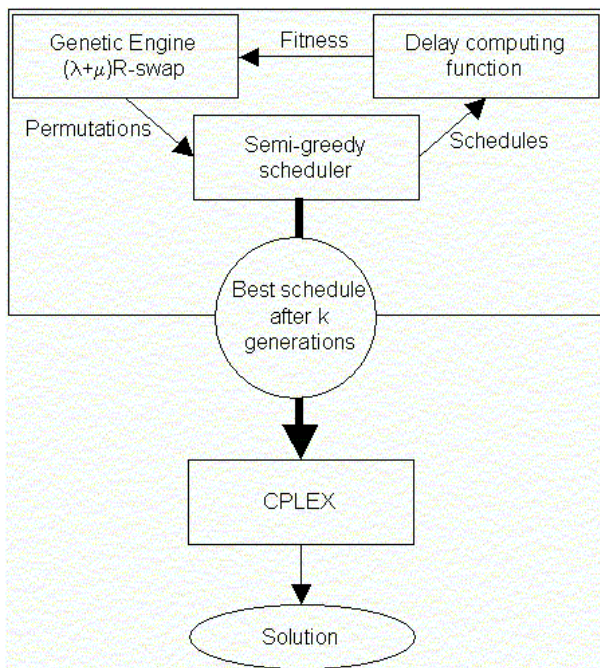 Genetic Engine
(λ+μ)R-swap
Fitness
Delay computing
function
Permutations
Semi-greedy
scheduler
Schedules
Best schedule
after k
generations
CPLEX
Solution